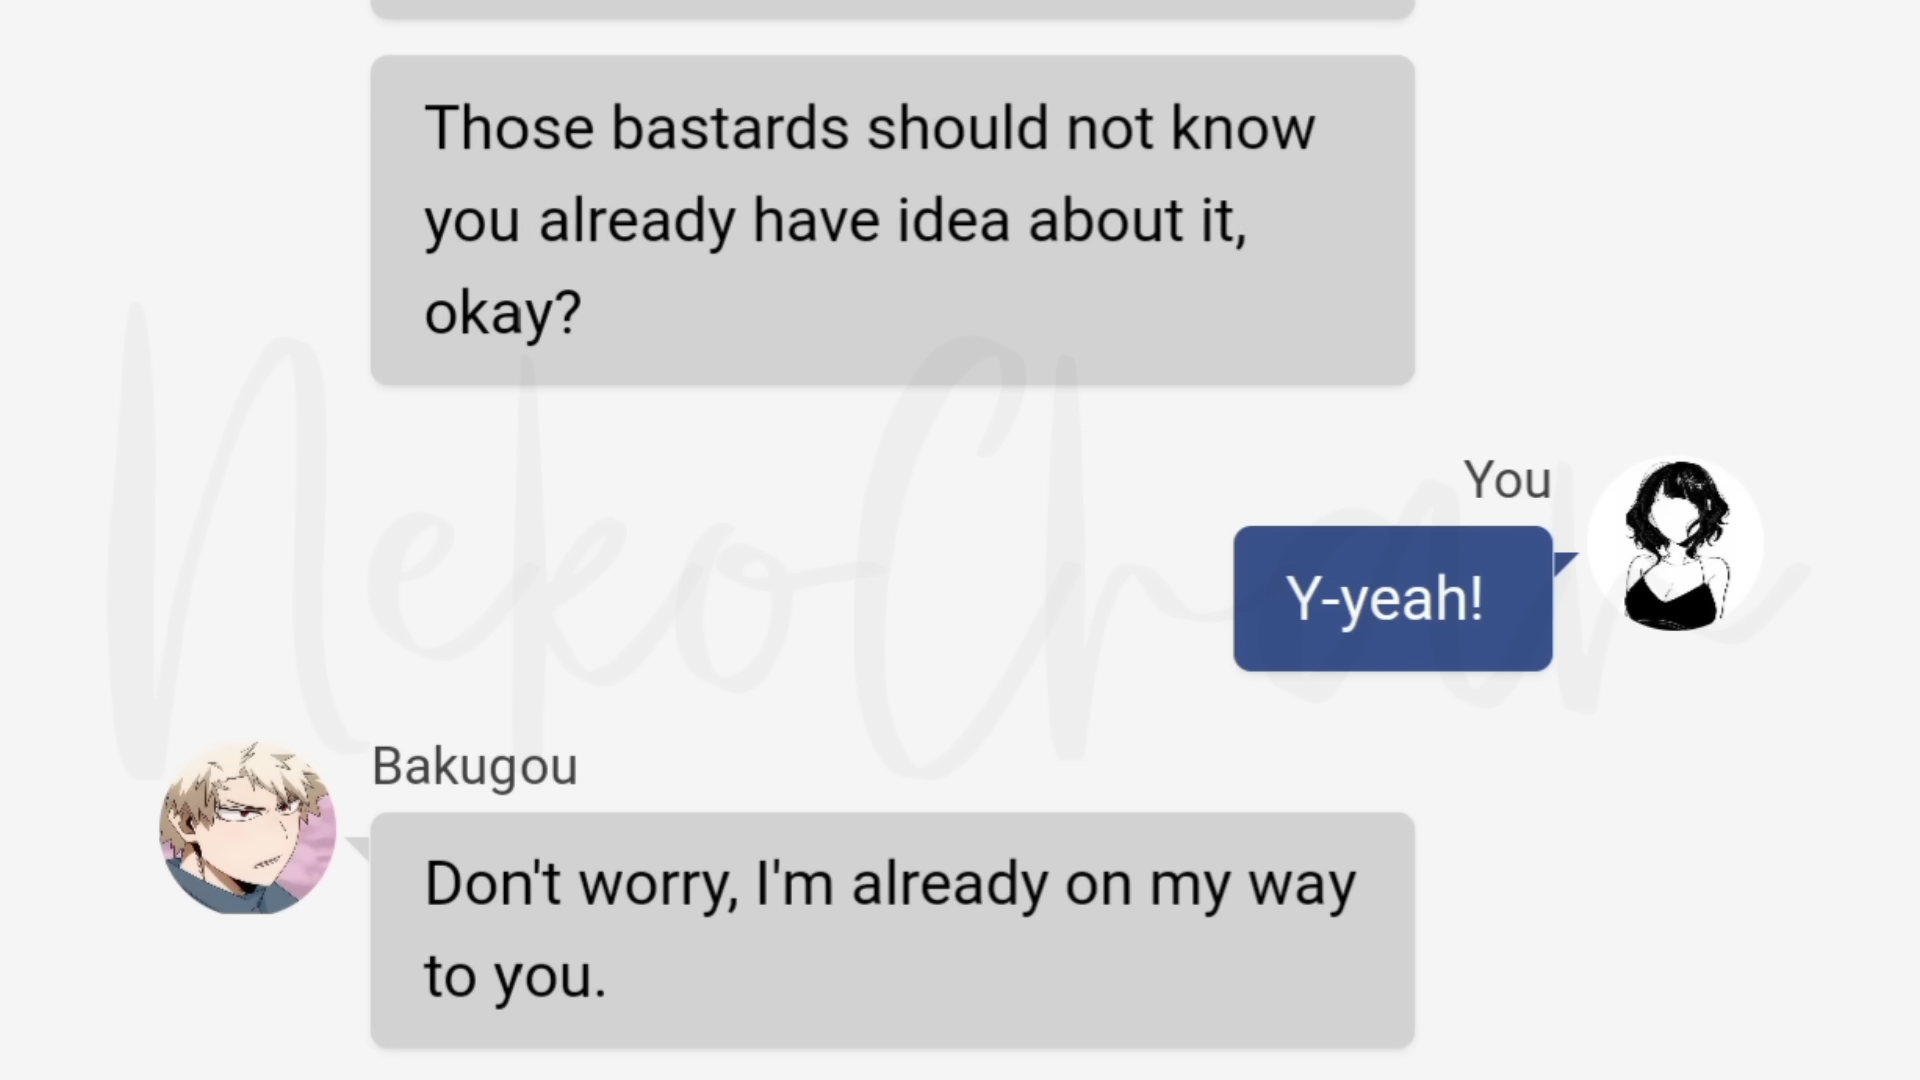 Those bastards should not know
you already have idea about it,
okay?
You
Y-yeah!
Bakugou
Don't worry, I'm already on my way
to you.
NekoChan